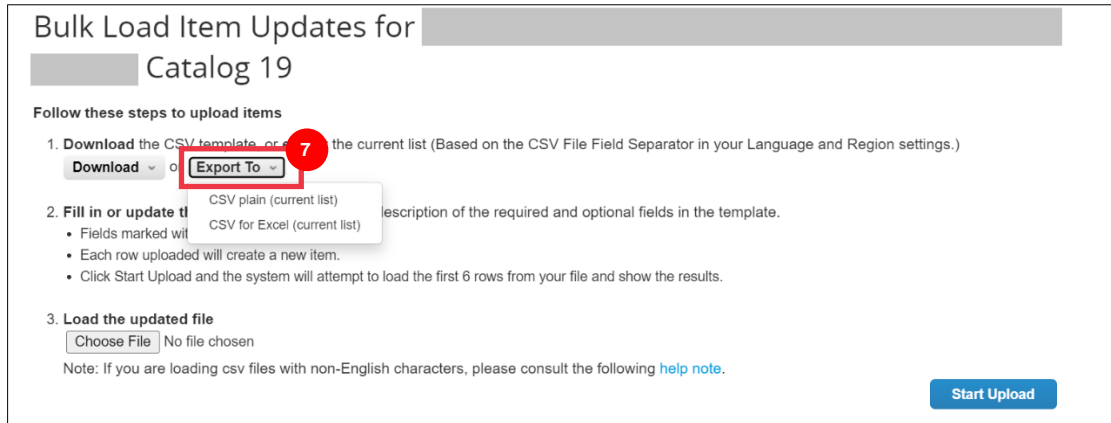 Bulk Load Item Updates for
Catalog 19
Follow these steps to upload items
1. Download the CSV template, or the current list (Based on the CSV File Field Separator in your Language and Region settings.)
7
Download or Export To
CSV plain (current list)
CSV for Excel (current list)
2. Fill in or update description of the required and optional fields in the template.
• Fields marked
• Each row uploaded will create a new item.
• Click Start Upload and the system will attempt to load the first 6 rows from your file and show the results.
3. Load the updated file
Choose File No file chosen
Note: If you are loading csv files with non-English characters, please consult the following help note.
Start Upload